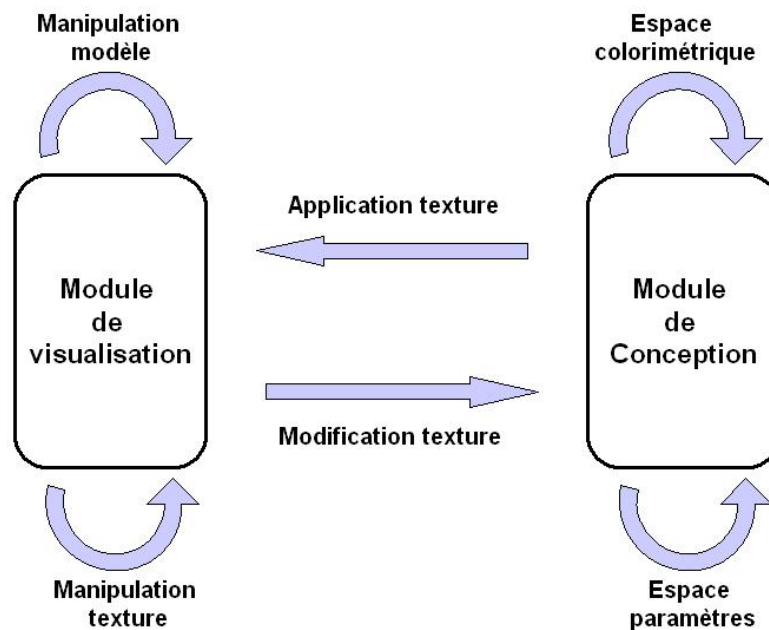 Manipulation
modèle
Espace
colorimétrique
Application texture
Module
de
visualisation
Module
de
Conception
Modification texture
Manipulation
texture
Espace
paramètres